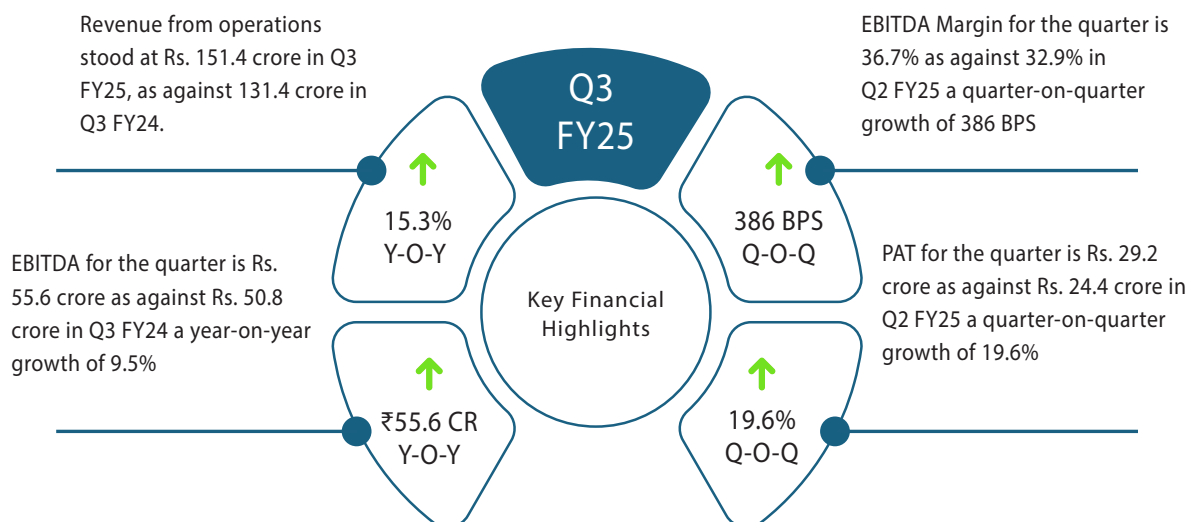 Revenue from operations
stood at Rs. 151.4 crore in Q3
FY25, as against 131.4 crore in
Q3 FY24.
Q3
FY25
EBITDA Margin for the quarter is
36.7% as against 32.9% in
Q2 FY25 a quarter-on-quarter
growth of 386 BPS
15.3%
Y-O-Y
386 BPS
Q-O-Q
EBITDA for the quarter is Rs.
55.6 crore as against Rs. 50.8
crore in Q3 FY24 a year-on-year
growth of 9.5%
Key Financial
Highlights
PAT for the quarter is Rs. 29.2
crore as against Rs. 24.4 crore in
Q2 FY25 a quarter-on-quarter
growth of 19.6%
₹55.6 CR
Y-O-Y
19.6%
Q-O-Q